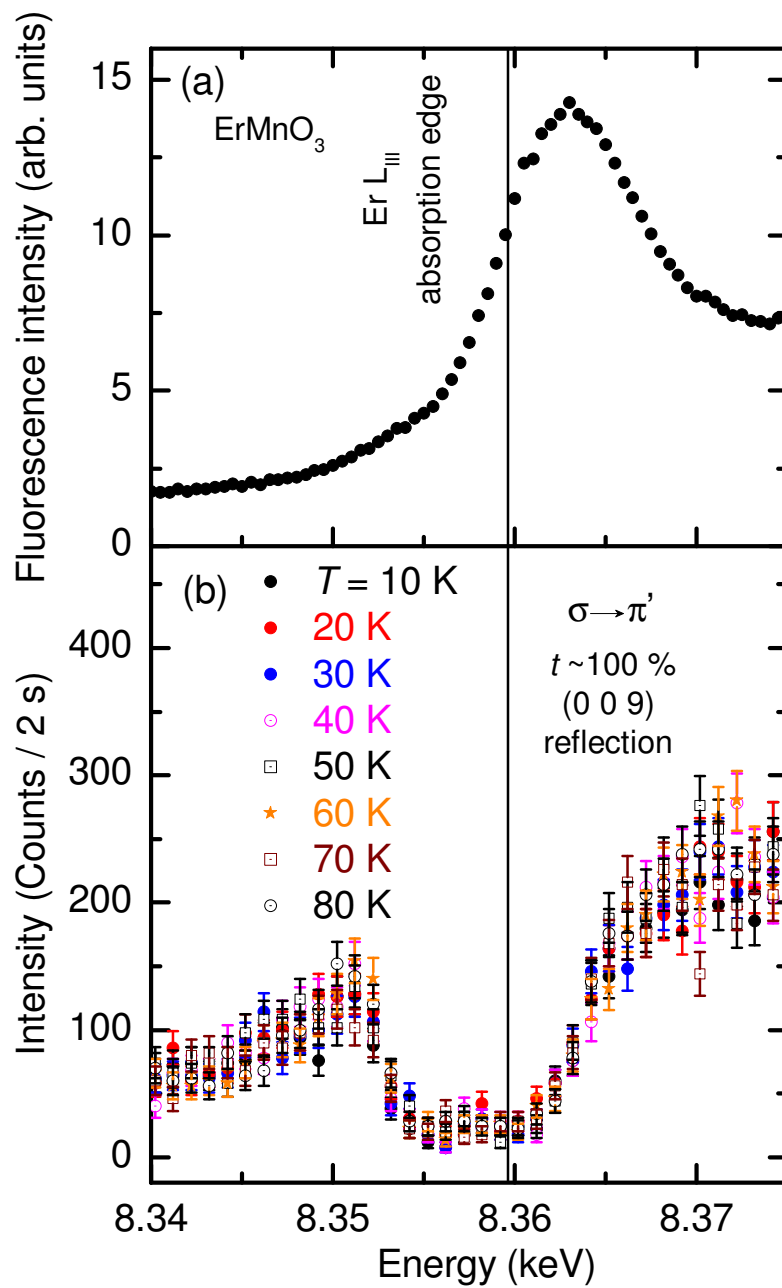 Fluorescence intensity (arb. units)
15
10
5
0
(a)
ErMnO₃
Er L_III
absorption edge
Intensity (Counts / 2 s)
400
300
200
100
0
(b)
T = 10 K
20 K
30 K
40 K
50 K
60 K
70 K
80 K
σ→π’
t ~100 %
(0 0 9)
reflection
8.34 8.35 8.36 8.37
Energy (keV)